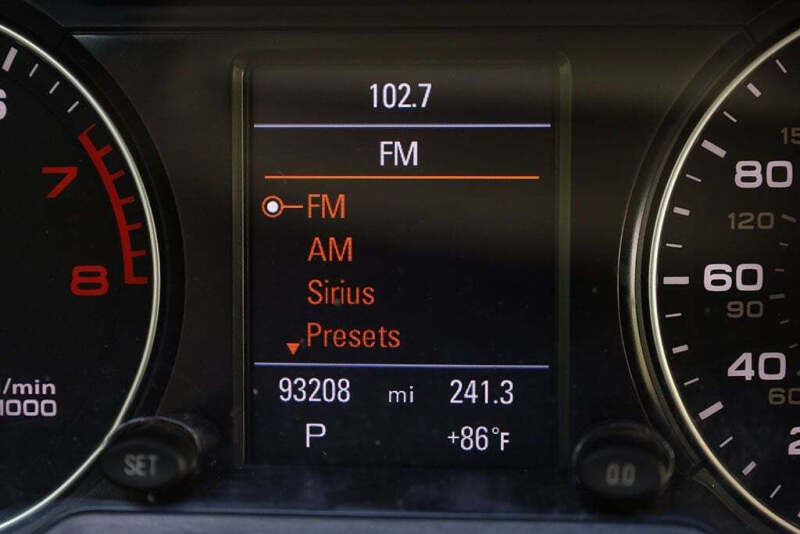 102.7
FM
FM
AM
Sirius
Presets
93208 mi 241.3
P +86°F
7
8
/min
1000
SET
0.0
80
120
60
90
40
60